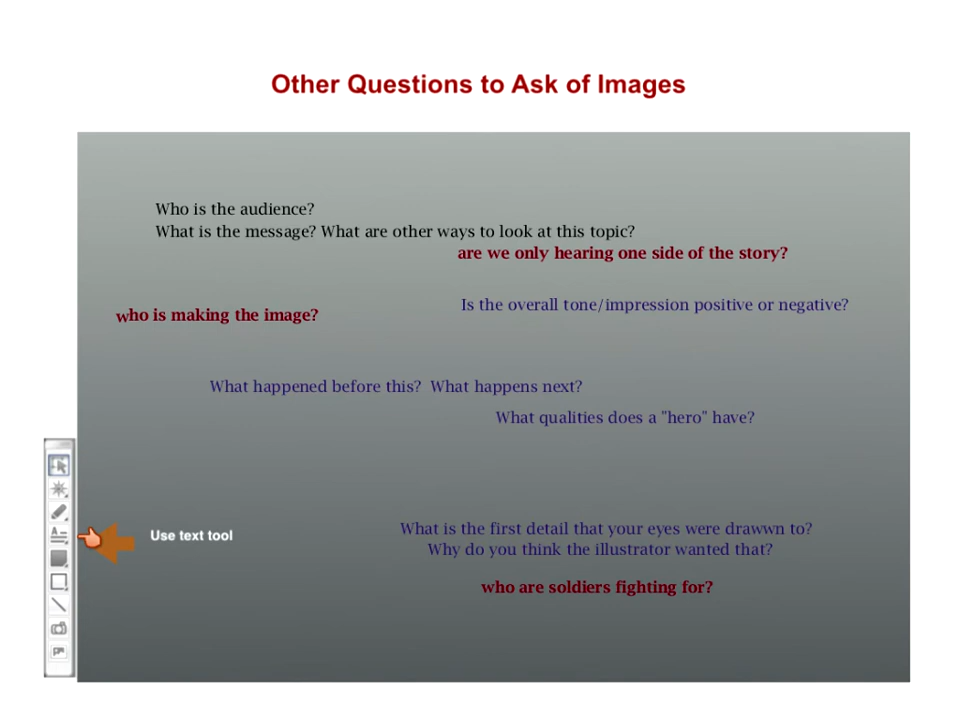 Other Questions to Ask of Images
Who is the audience?
What is the message? What are other ways to look at this topic?
are we only hearing one side of the story?
Is the overall tone/impression positive or negative?
who is making the image?
What happened before this?  What happens next?
What qualities does a "hero" have?
What is the first detail that your eyes were drawwn to?
Use text tool
Why do you think the illustrator wanted that?
who are soldiers fighting for?